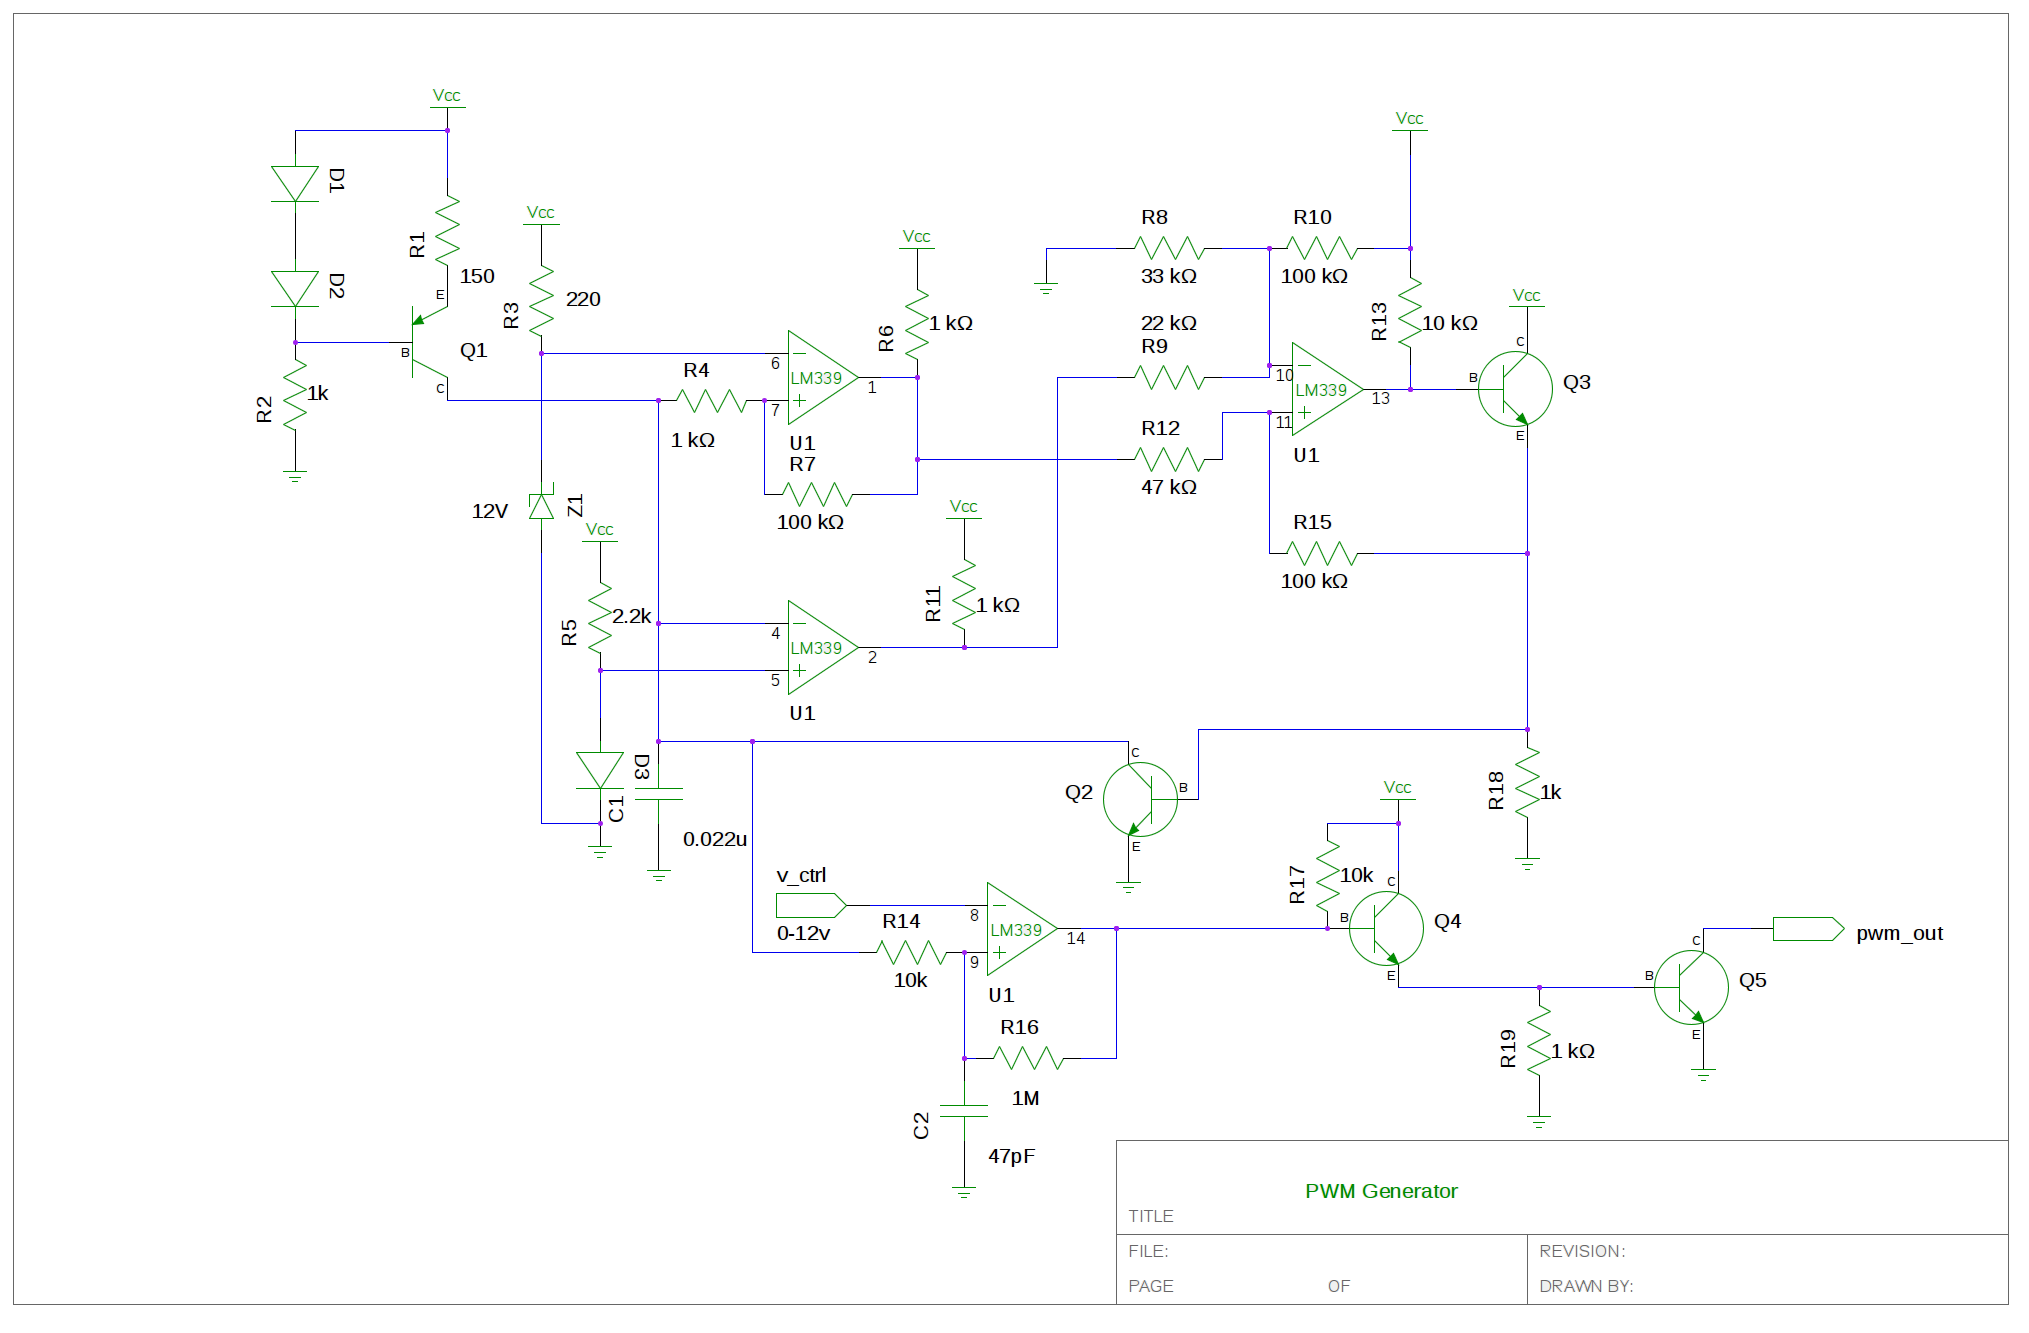 Vcc
D1
R1
150
D2
E
B
Q1
C
R2
1k
Vcc
R3
220
Vcc
R6
1 kΩ
6
LM339
1
R4
7
1 kΩ
U1
R7
100 kΩ
12V
Z1
Vcc
R5
2.2k
Vcc
R11
1 kΩ
4
LM339
2
5
U1
Vcc
R8
33 kΩ
R10
100 kΩ
22 kΩ
R9
R13
10 kΩ
10
LM339
13
11
U1
R12
47 kΩ
R15
100 kΩ
Vcc
C
B
Q3
E
D3
C1
0.022u
C
Q2
B
E
R18
1k
v_ctrl
0-12v
8
LM339
14
R14
9
10k
U1
R16
1M
C2
47pF
Vcc
R17
10k
C
B
Q4
E
R19
1 kΩ
C
B
Q5
E
pwm_out
PWM Generator
TITLE
FILE:
REVISION:
PAGE OF
DRAWN BY: